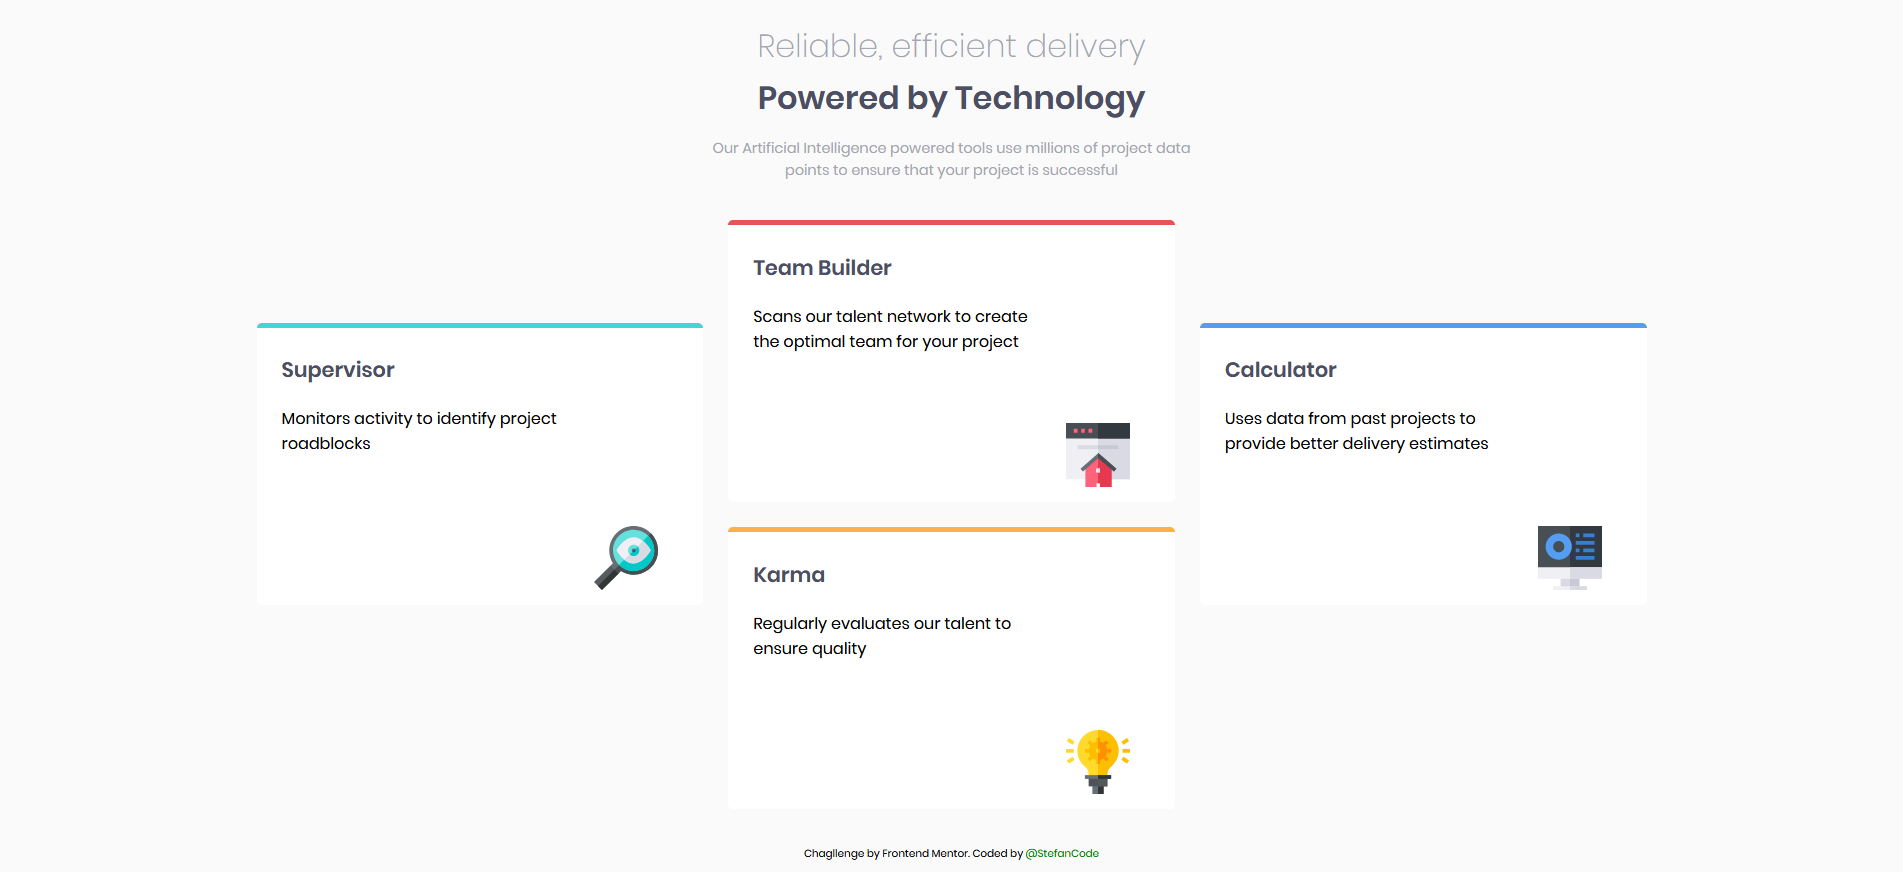 Reliable, efficient delivery
Powered by Technology
Our Artificial Intelligence powered tools use millions of project data
points to ensure that your project is successful
Supervisor
Monitors activity to identify project
roadblocks
Team Builder
Scans our talent network to create
the optimal team for your project
Karma
Regularly evaluates our talent to
ensure quality
Calculator
Uses data from past projects to
provide better delivery estimates
Chagllenge by Frontend Mentor. Coded by @StefanCode